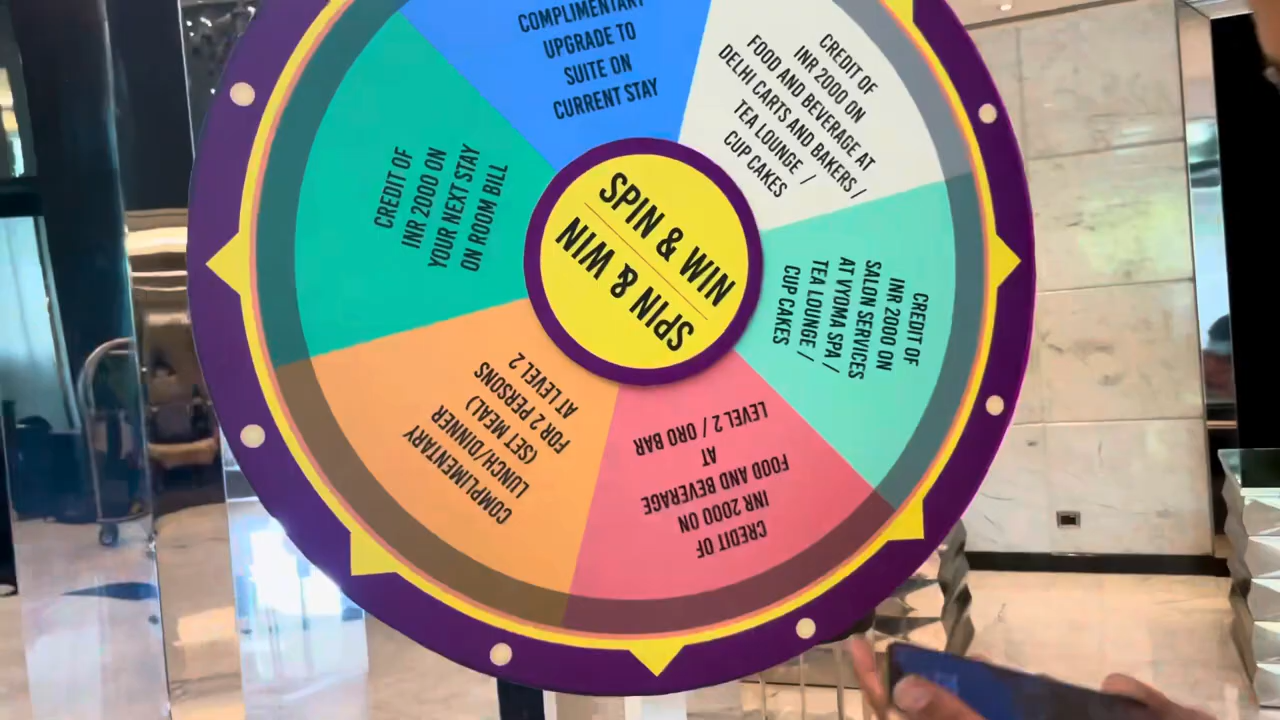 COMPLIMENTARY
UPGRADE TO
SUITE ON
CURRENT STAY
CREDIT OF
INR 2000 ON
FOOD AND BEVERAGE AT
DELHI CARTS AND BAKERS /
TEA LOUNGE /
CUP CAKES
CREDIT OF
INR 2000 ON
SALON SERVICES
AT VYOMA SPA /
TEA LOUNGE /
CUP CAKES
CREDIT OF
INR 2000 ON
FOOD AND BEVERAGE
AT
LEVEL 2 / ORO BAR
COMPLIMENTARY
LUNCH/DINNER
(SET MEAL)
FOR 2 PERSONS
AT LEVEL 2
CREDIT OF
INR 2000 ON
YOUR NEXT STAY
ON ROOM BILL
SPIN & WIN
SPIN & WIN